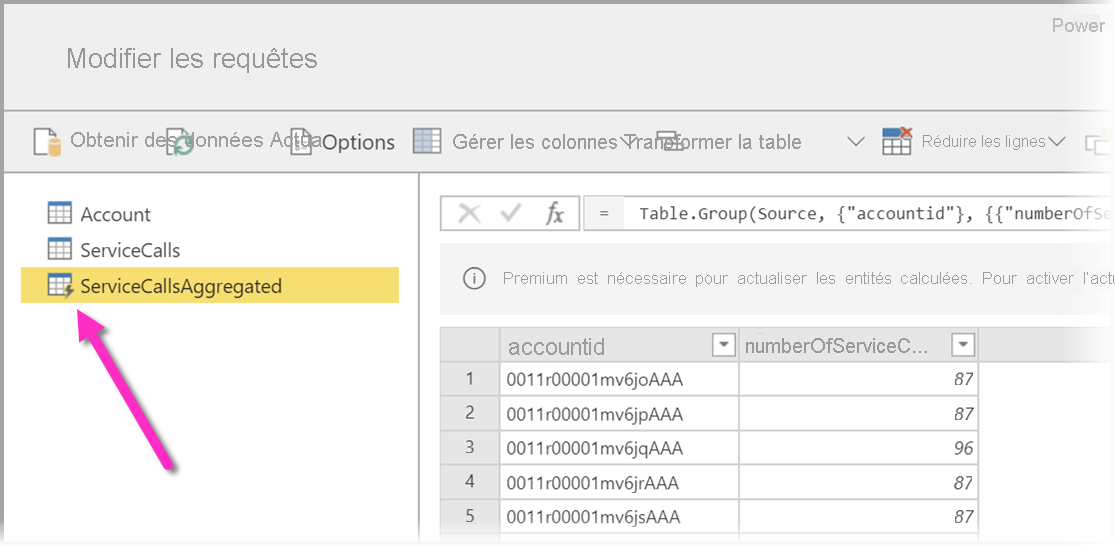 Power
Modifier les requêtes
Obtenir des données Actua Options Gérer les colonnes Transformer la table Réduire les lignes
Account
ServiceCalls
ServiceCallsAggregated
fx = Table.Group(Source, {"accountid"}, {{"numberOfSe
Premium est nécessaire pour actualiser les entités calculées. Pour activer l'actu
accountid numberOfServiceC...
1 0011r00001mv6joAAA 87
2 0011r00001mv6jpAAA 87
3 0011r00001mv6jqAAA 96
4 0011r00001mv6jrAAA 87
5 0011r00001mv6jsAAA 87